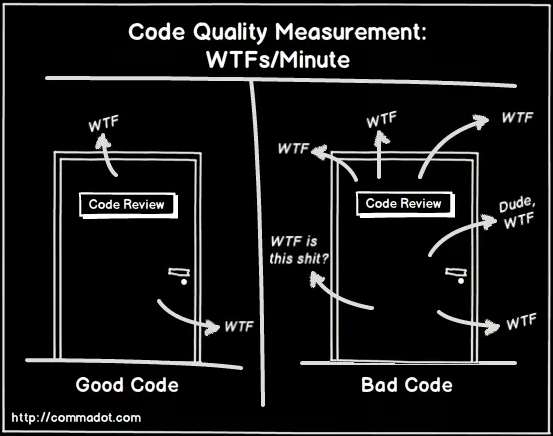 Code Quality Measurement:
WTFs/Minute
WTF
Code Review
WTF
Good Code
WTF
WTF
WTF
Code Review
Dude,
WTF
WTF is
this shit?
WTF
Bad Code
http://commadot.com